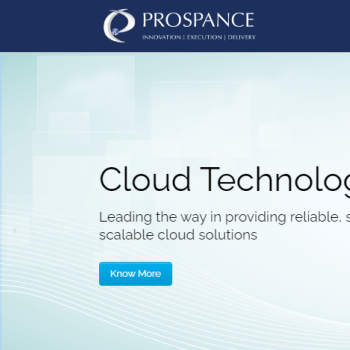 PROSPANCE
INNOVATION | EXECUTION | DELIVERY
Cloud Technolog
Leading the way in providing reliable, s
scalable cloud solutions
Know More